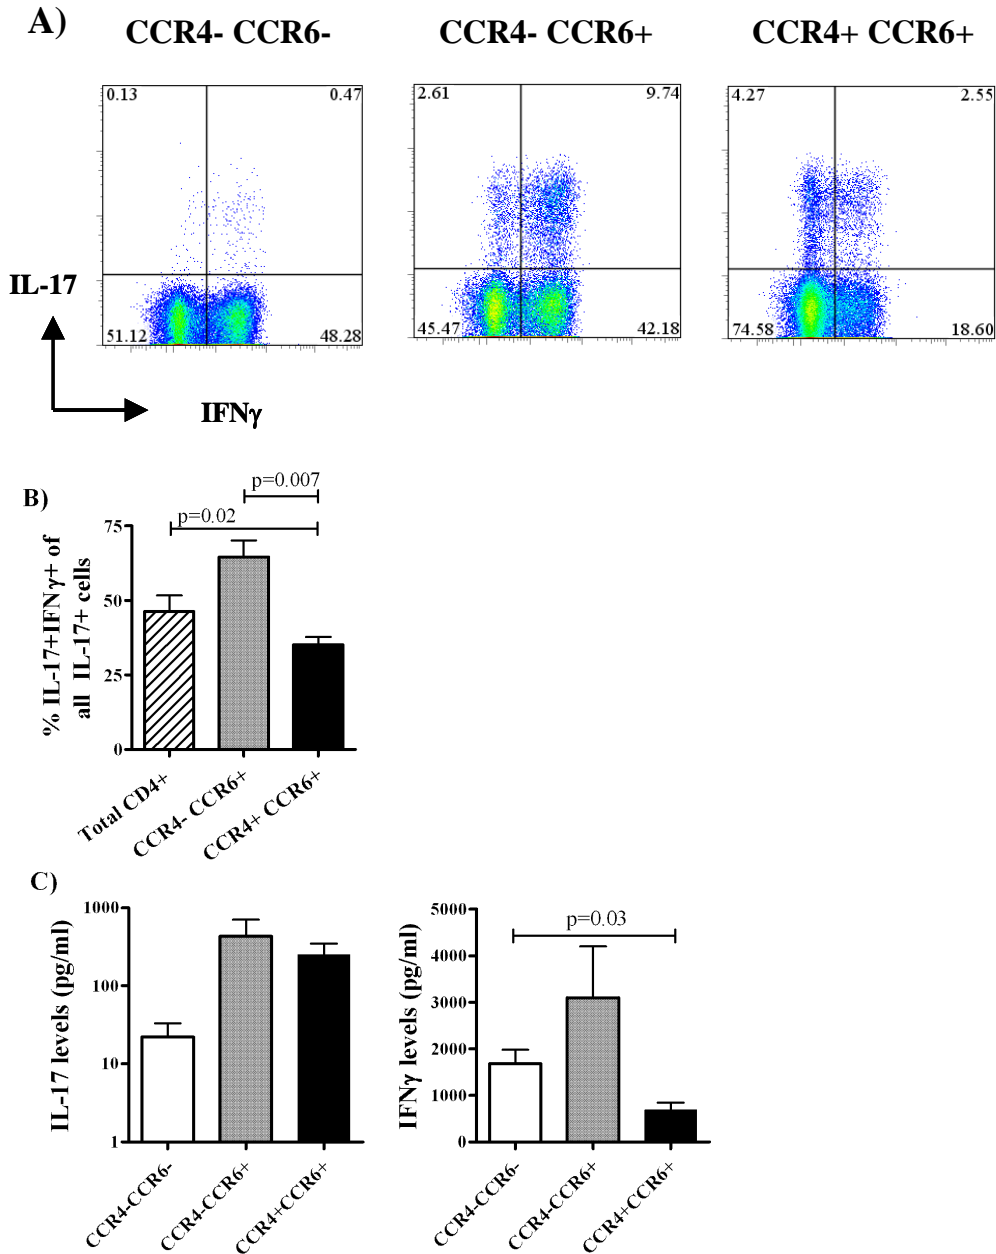 A)
CCR4- CCR6-
CCR4- CCR6+
CCR4+ CCR6+
0.13
0.47
51.12
48.28
2.61
9.74
45.47
42.18
4.27
2.55
74.58
18.60
IL-17
IFNγ
B)
p=0.007
p=0.02
% IL-17+IFNγ+ of
all IL-17+ cells
75
50
25
0
Total CD4+
CCR4- CCR6+
CCR4+ CCR6+
C)
IL-17 levels (pg/ml)
1000
100
10
1
CCR4-CCR6-
CCR4-CCR6+
CCR4+CCR6+
IFNγ levels (pg/ml)
5000
4000
3000
2000
1000
0
p=0.03
CCR4-CCR6-
CCR4-CCR6+
CCR4+CCR6+